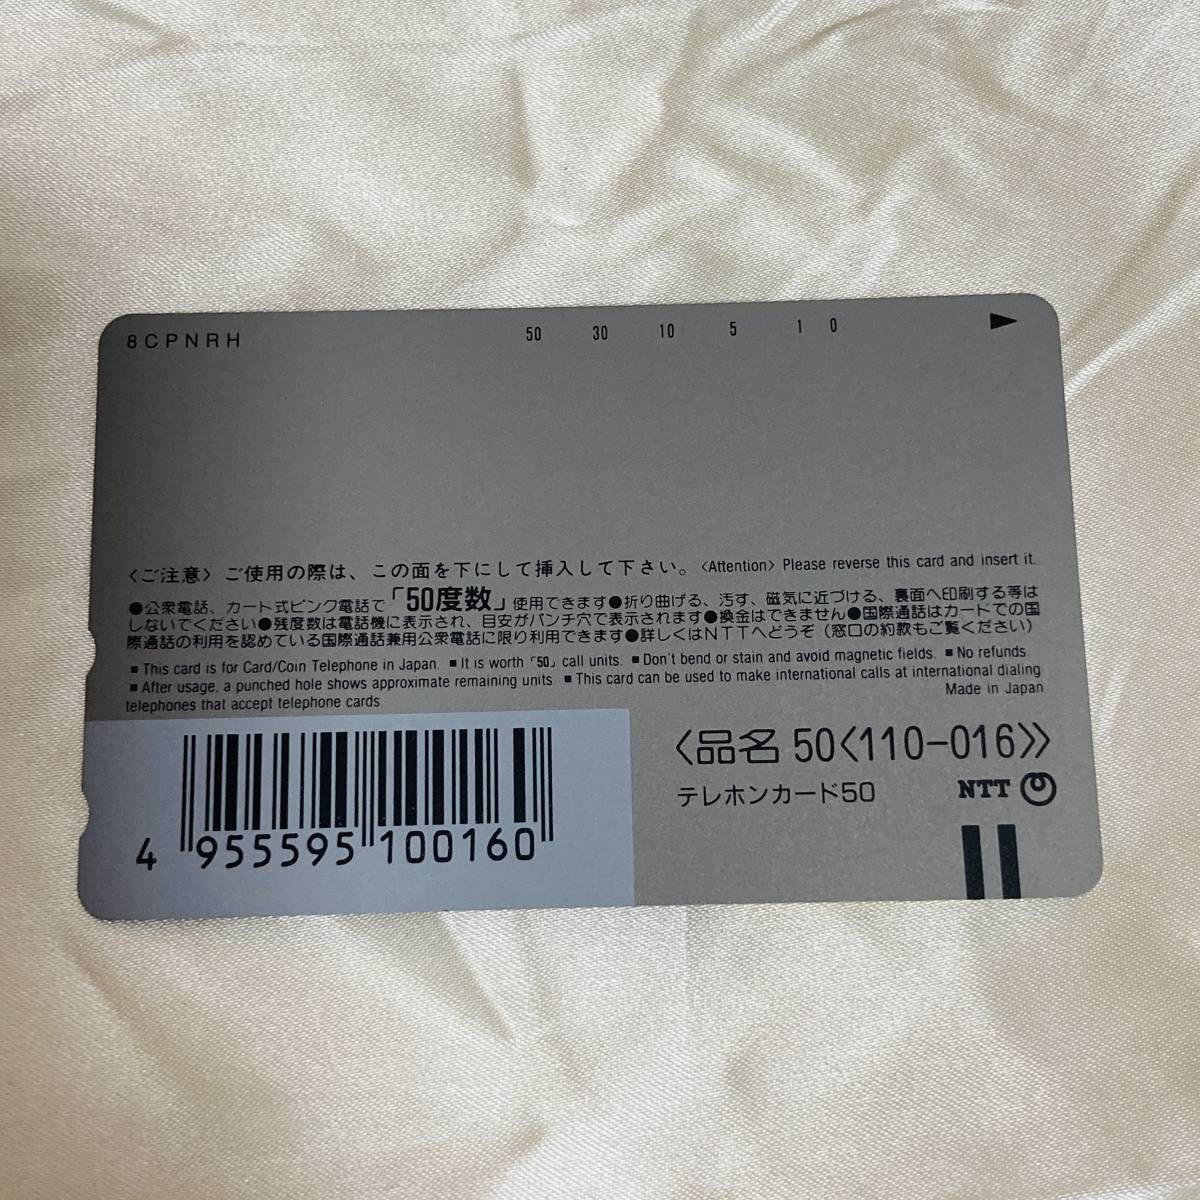 8CPNRH 50 30 10 5 1 0 ▶
〈ご注意〉ご使用の際は、この面を下にして挿入して下さい。〈Attention〉Please reverse this card and insert it.
●公衆電話、カード式ピンク電話で「50度数」使用できます●折り曲げる、汚す、磁気に近づける、裏面へ印刷する等は
しないでください●残度数は電話機に表示され、目安がパンチ穴で表示されます●換金はできません●国際通話はカードでの国
際通話の利用を認めている国際通話兼用公衆電話に限り利用できます●詳しくはNTTへどうぞ（窓口の約款もご覧ください）
■This card is for Card/Coin Telephone in Japan. ■It is worth「50」call units. ■Don't bend or stain and avoid magnetic fields. ■No refunds.
■After usage, a punched hole shows approximate remaining units. ■This card can be used to make international calls at international dialing
telephones that accept telephone cards.
Made in Japan
〈品名 50〈110-016〉〉
テレホンカード50 NTT
4 955595 100160